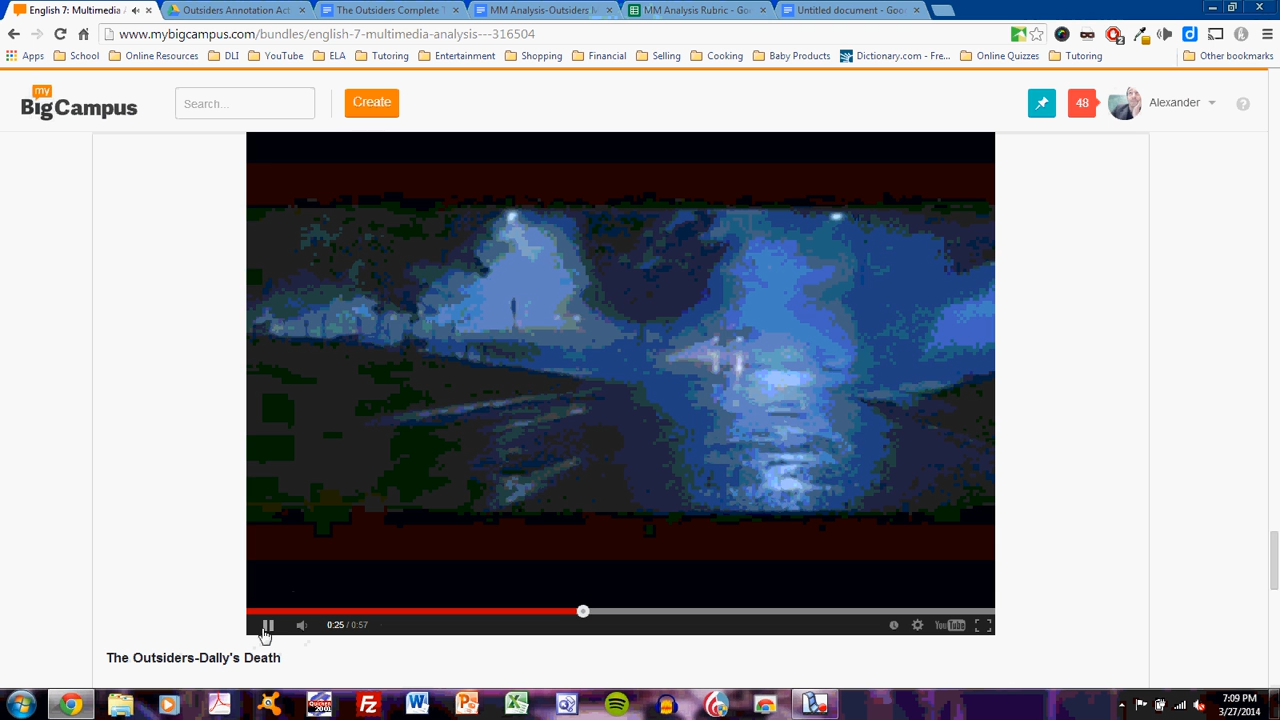 English 7: Multimedia
Outsiders Annotation Act
The Outsiders Complete T
MM Analysis-Outsiders M
MM Analysis Rubric - Goo
Untitled document - Goo
www.mybigcampus.com/bundles/english-7-multimedia-analysis---316504
Apps School Online Resources DLI YouTube ELA Tutoring Entertainment Shopping Financial Selling Cooking Baby Products Dictionary.com - Fre... Online Quizzes Tutoring Other bookmarks
my
BigCampus
Search...
Create
48
Alexander
0:25 / 0:57
YouTube
The Outsiders-Dally's Death
7:09 PM
3/27/2014